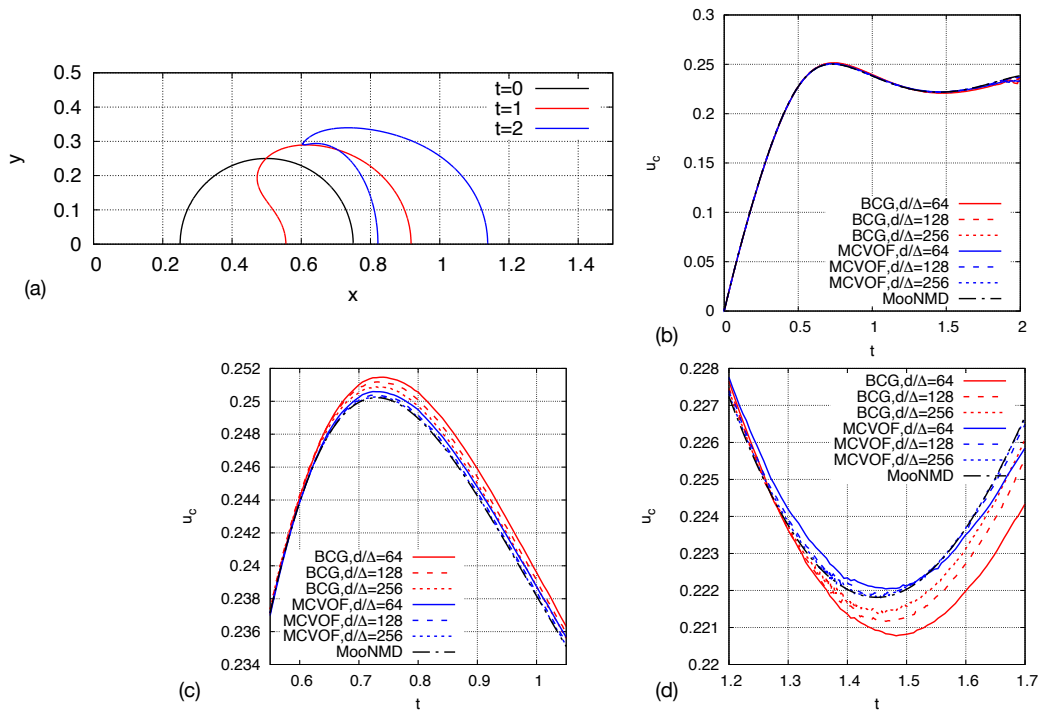 0.5
0.4
0.3
0.2
0.1
0
y
t=0
t=1
t=2
0 0.2 0.4 0.6 0.8 1 1.2 1.4
x
(a)
0.25
0.2
0.15
0.1
0.05
0
u_c
BCG,d/Δ=64
BCG,d/Δ=128
BCG,d/Δ=256
MCVOF,d/Δ=64
MCVOF,d/Δ=128
MCVOF,d/Δ=256
MooNMD
0 0.5 1 1.5 2
t
(b)
0.252
0.25
0.248
0.246
0.244
0.242
0.24
0.238
0.236
0.234
u_c
BCG,d/Δ=64
BCG,d/Δ=128
BCG,d/Δ=256
MCVOF,d/Δ=64
MCVOF,d/Δ=128
MCVOF,d/Δ=256
MooNMD
0.6 0.7 0.8 0.9 1
t
(c)
0.228
0.227
0.226
0.225
0.224
0.223
0.222
0.221
0.22
u_c
BCG,d/Δ=64
BCG,d/Δ=128
BCG,d/Δ=256
MCVOF,d/Δ=64
MCVOF,d/Δ=128
MCVOF,d/Δ=256
MooNMD
1.2 1.3 1.4 1.5 1.6 1.7
t
(d)